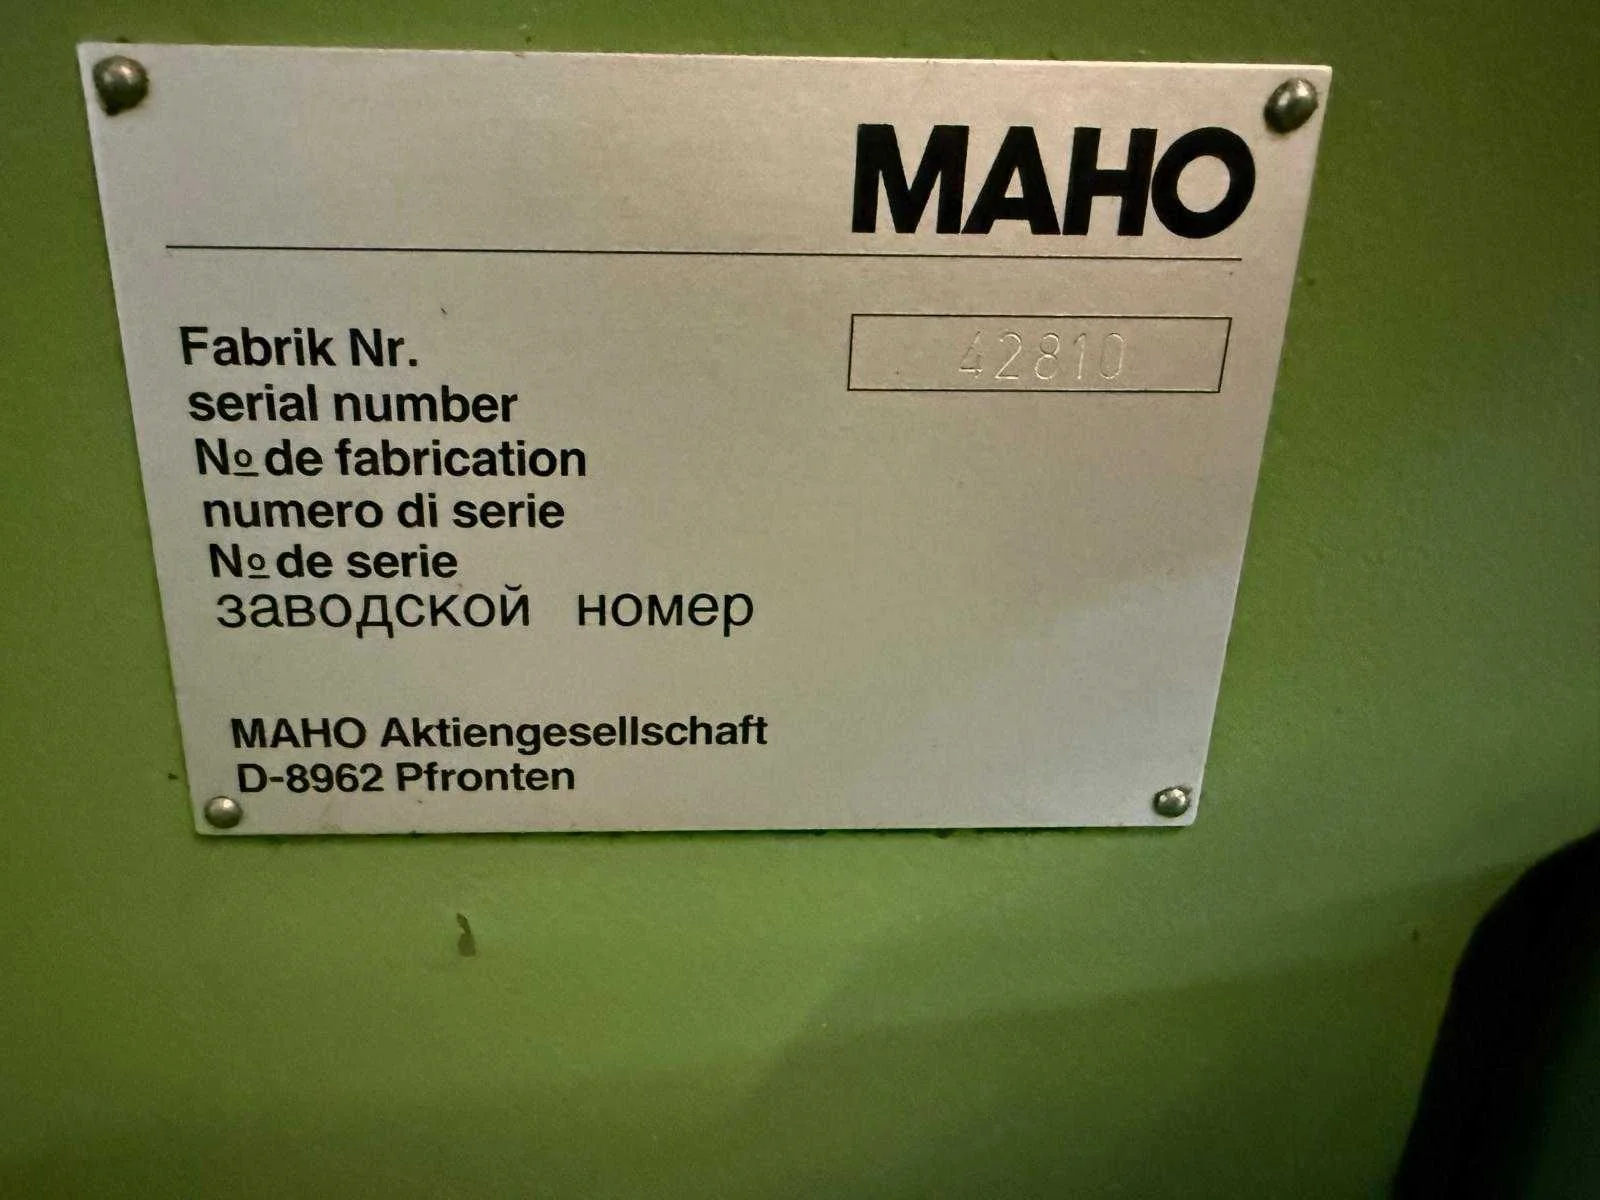 MAHO
Fabrik Nr. 42810
serial number
Nº de fabrication
numero di serie
Nº de serie
заводской номер
MAHO Aktiengesellschaft
D-8962 Pfronten